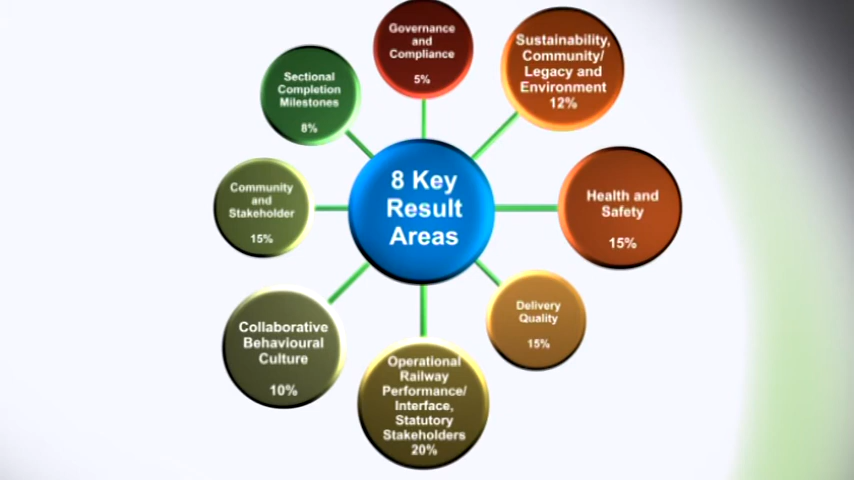 8 Key
Result
Areas
Governance
and
Compliance
5%
Sustainability,
Community/
Legacy and
Environment
12%
Health and
Safety
15%
Delivery
Quality
15%
Operational
Railway
Performance/
Interface,
Statutory
Stakeholders
20%
Collaborative
Behavioural
Culture
10%
Community
and
Stakeholder
15%
Sectional
Completion
Milestones
8%